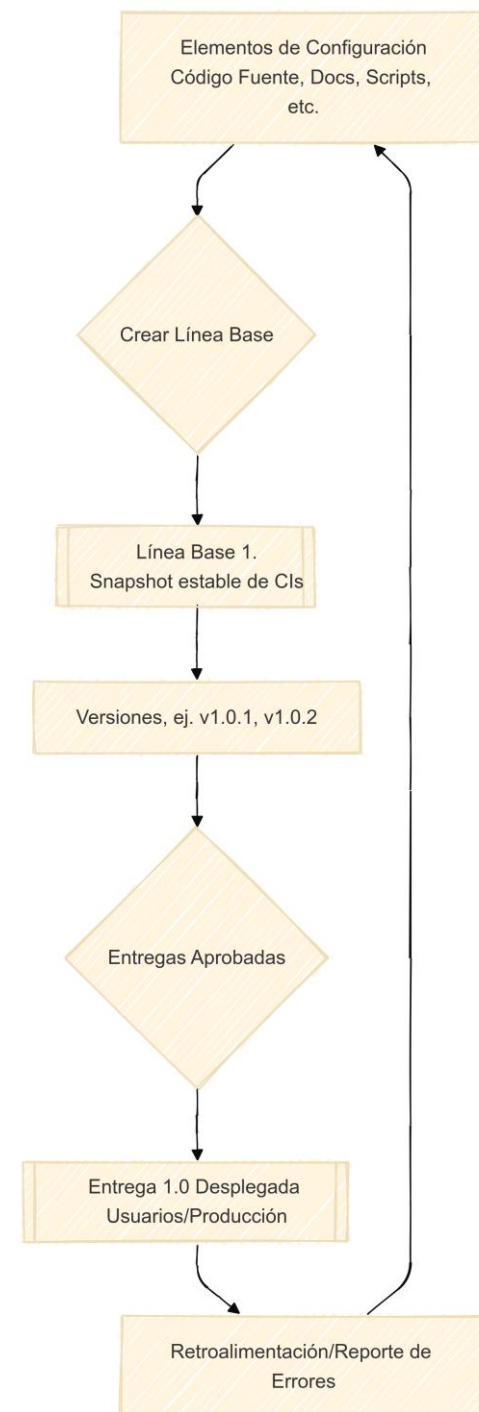 Elementos de Configuración
Código Fuente, Docs, Scripts,
etc.
Crear Línea Base
Línea Base 1.
Snapshot estable de CIs
Versiones, ej. v1.0.1, v1.0.2
Entregas Aprobadas
Entrega 1.0 Desplegada
Usuarios/Producción
Retroalimentación/Reporte de
Errores